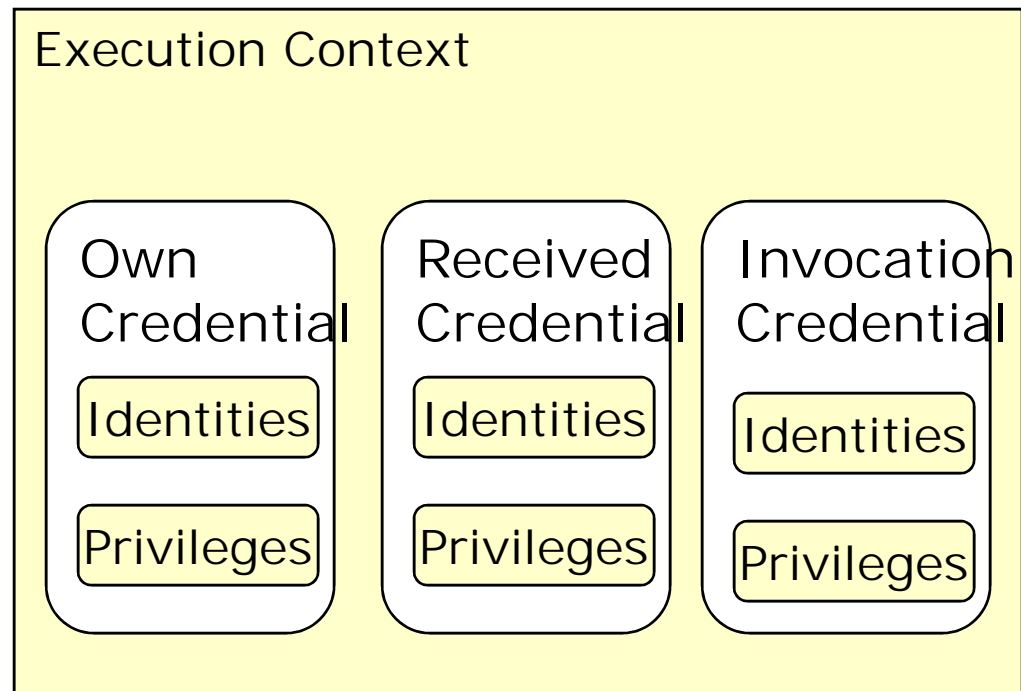 Execution Context
Own
Credential
Identities
Privileges
Received
Credential
Identities
Privileges
Invocation
Credential
Identities
Privileges